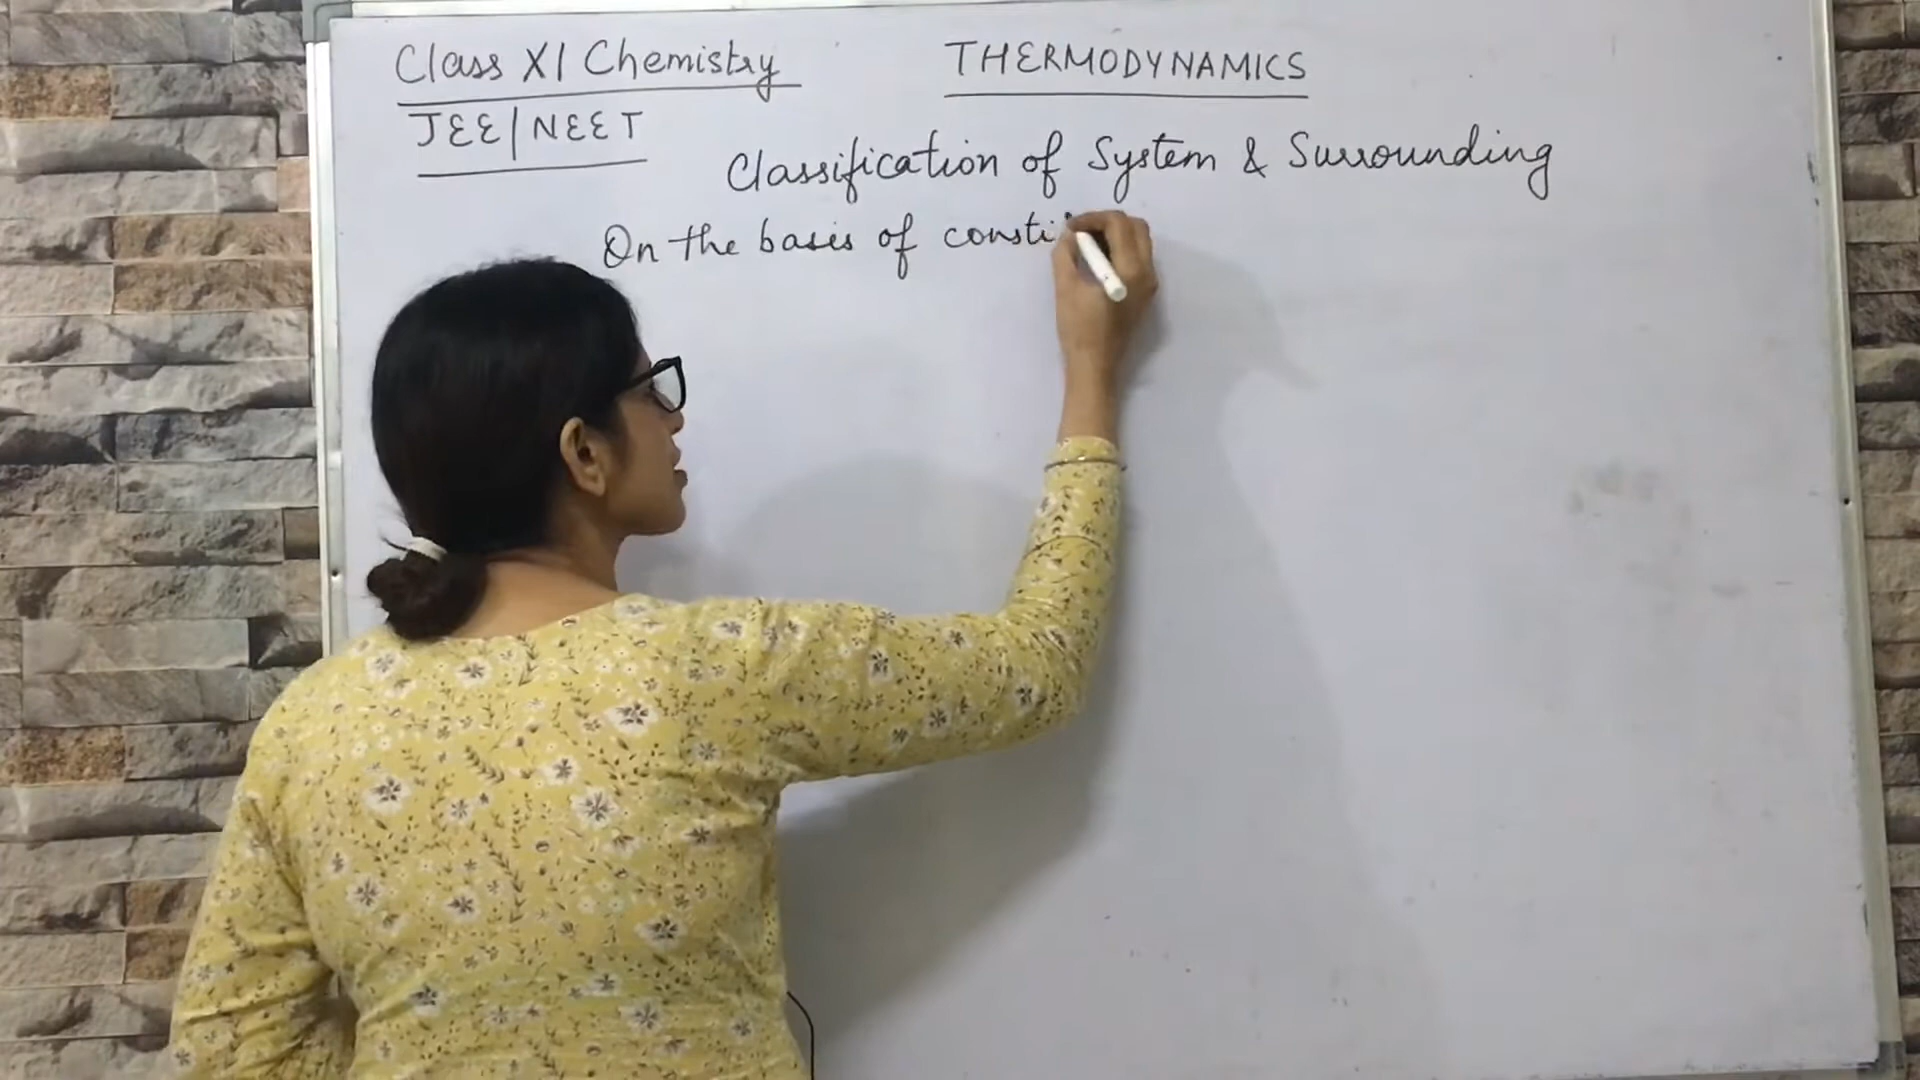 Class XI Chemistry
THERMODYNAMICS
JEE/NEET
Classification of System & Surrounding
On the basis of consti